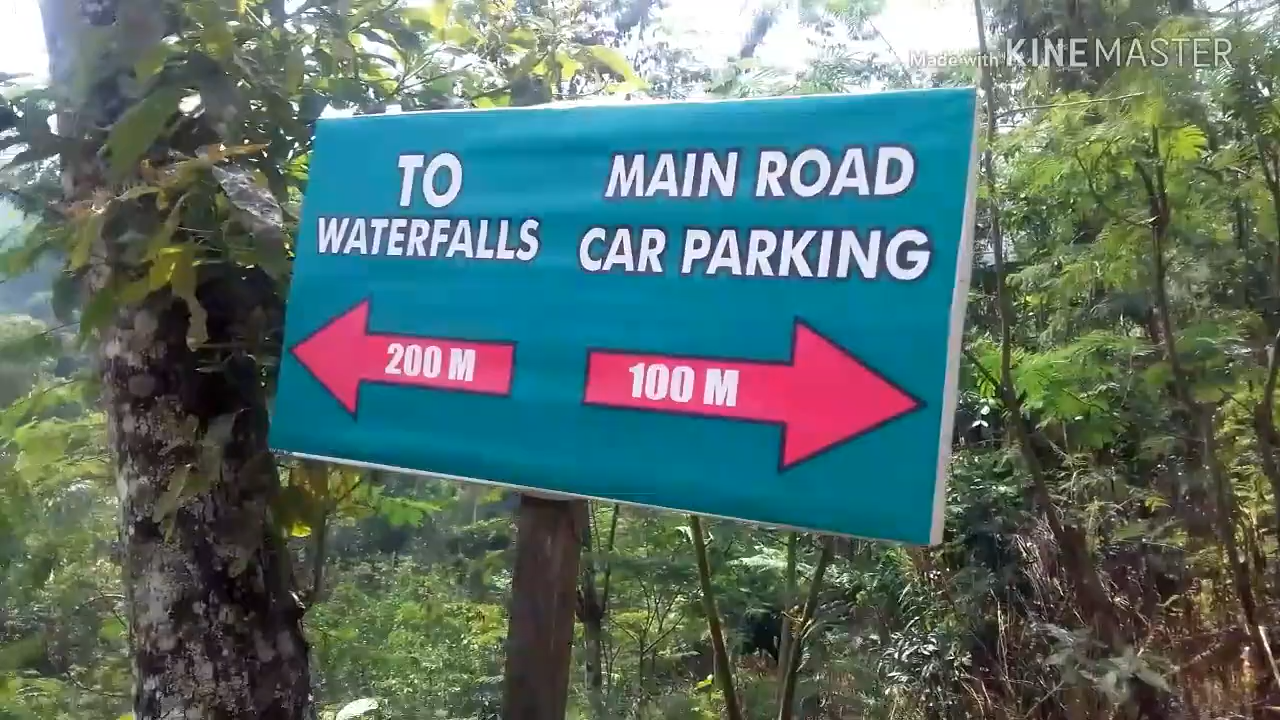 Made with KINEMASTER
TO
WATERFALLS
200 M
MAIN ROAD
CAR PARKING
100 M